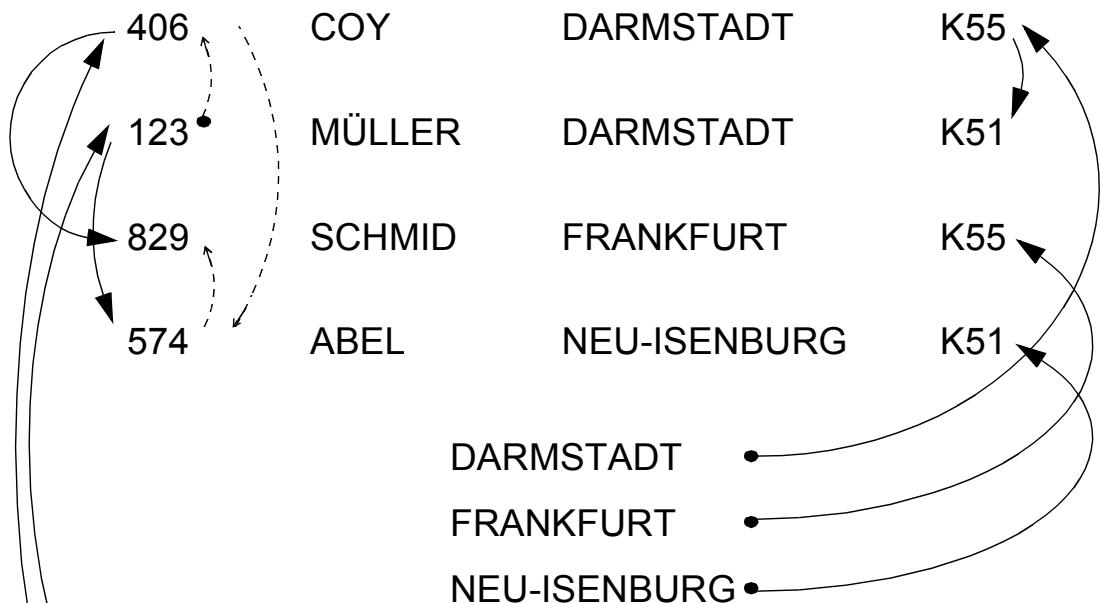 406 COY DARMSTADT K55
123 MÜLLER DARMSTADT K51
829 SCHMID FRANKFURT K55
574 ABEL NEU-ISENBURG K51
DARMSTADT
FRANKFURT
NEU-ISENBURG